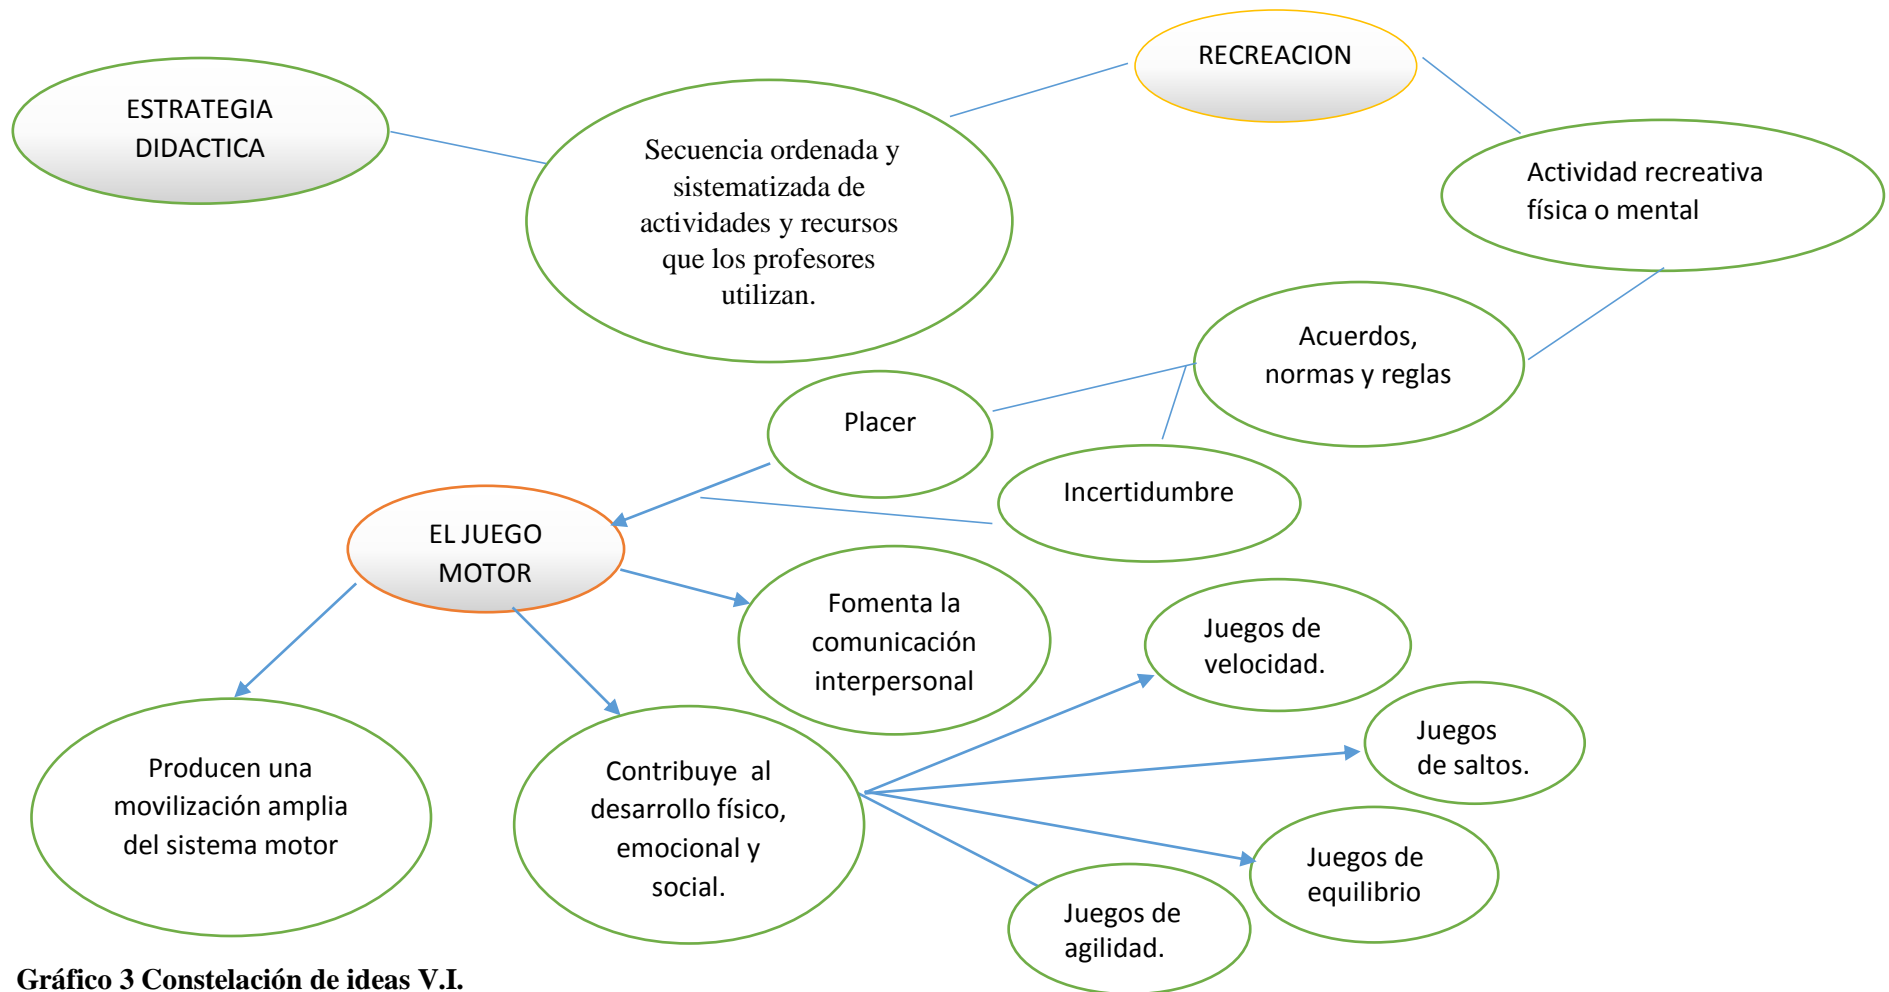 RECREACION
ESTRATEGIA
DIDACTICA
Secuencia ordenada y
sistematizada de
actividades y recursos
que los profesores
utilizan.
Actividad recreativa
física o mental
Acuerdos,
normas y reglas
Placer
Incertidumbre
EL JUEGO
MOTOR
Fomenta la
comunicación
interpersonal
Juegos de
velocidad.
Juegos
de saltos.
Producen una
movilización amplia
del sistema motor
Contribuye  al
desarrollo físico,
emocional y
social.
Juegos de
equilibrio
Juegos de
agilidad.
Gráfico 3 Constelación de ideas V.I.